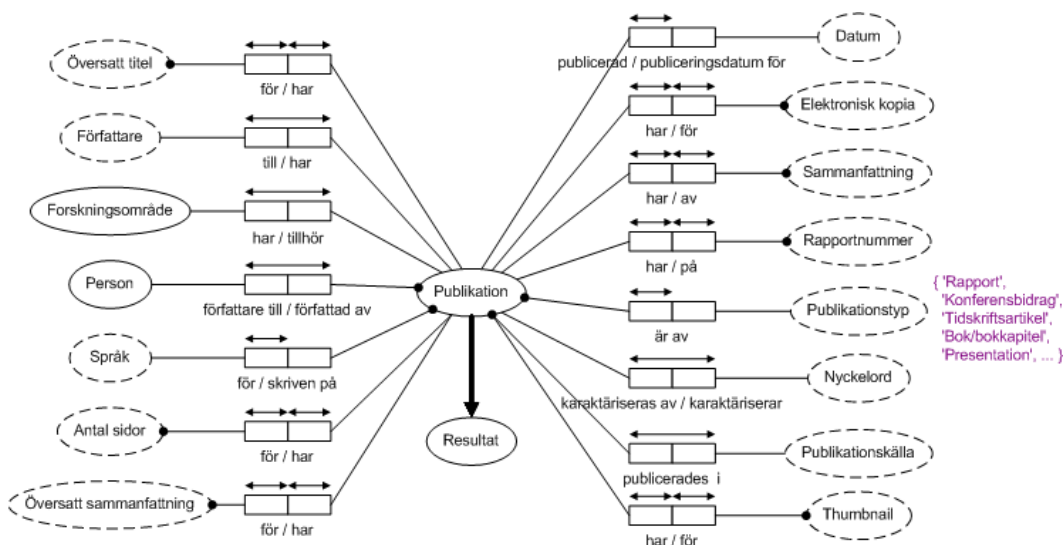 Översatt titel
för / har
Författare
till / har
Forskningsområde
har / tillhör
Person
författare till / författad av
Språk
för / skriven på
Antal sidor
för / har
Översatt sammanfattning
för / har
Publikation
Resultat
Datum
publicerad / publiceringsdatum för
Elektronisk kopia
har / för
Sammanfattning
har / av
Rapportnummer
har / på
Publikationstyp
är av
{ 'Rapport',
'Konferensbidrag',
'Tidskriftsartikel',
'Bok/bokkapitel',
'Presentation', ... }
Nyckelord
karaktäriseras av / karaktäriserar
Publikationskälla
publicerades i
Thumbnail
har / för